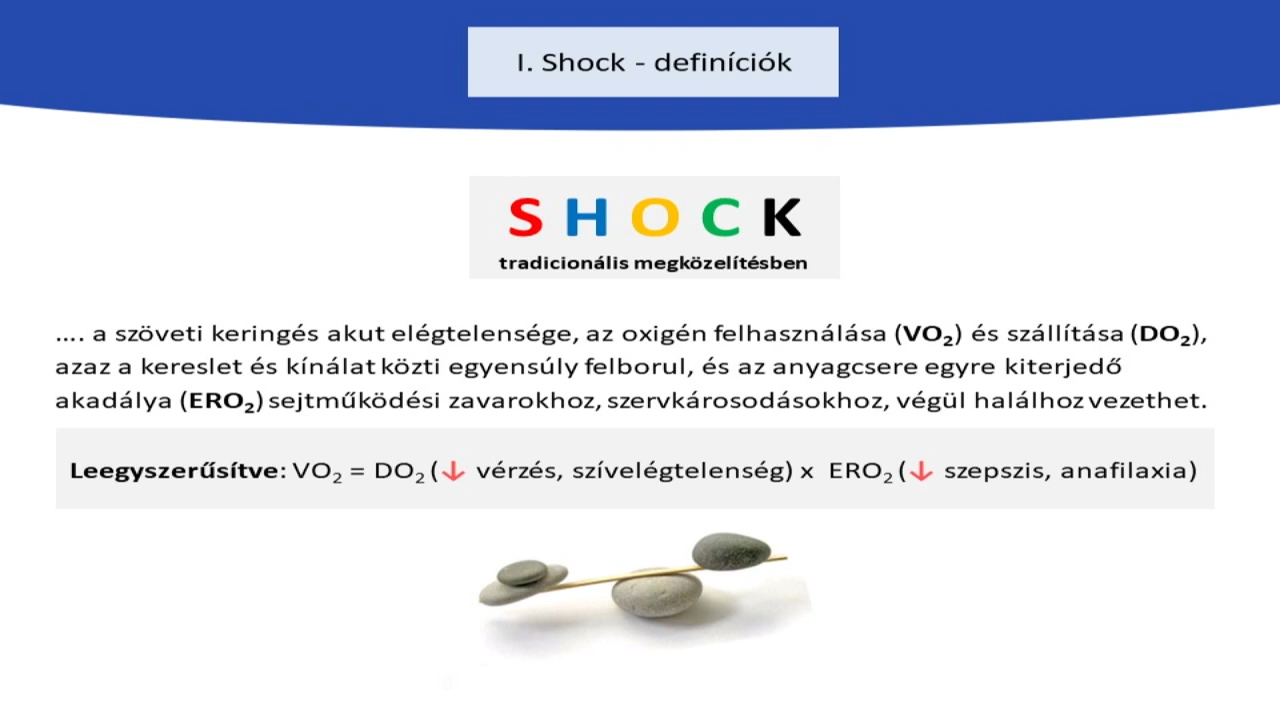 I. Shock - definíciók
S H O C K
tradicionális megközelítésben
.... a szöveti keringés akut elégtelensége, az oxigén felhasználása (VO₂) és szállítása (DO₂),
azaz a kereslet és kínálat közti egyensúly felborul, és az anyagcsere egyre kiterjedő
akadálya (ERO₂) sejtműködési zavarokhoz, szervkárosodásokhoz, végül halálhoz vezethet.
Leegyszerűsítve: VO₂ = DO₂ (↓ vérzés, szívelégtelenség) x ERO₂ (↓ szepszis, anafilaxia)